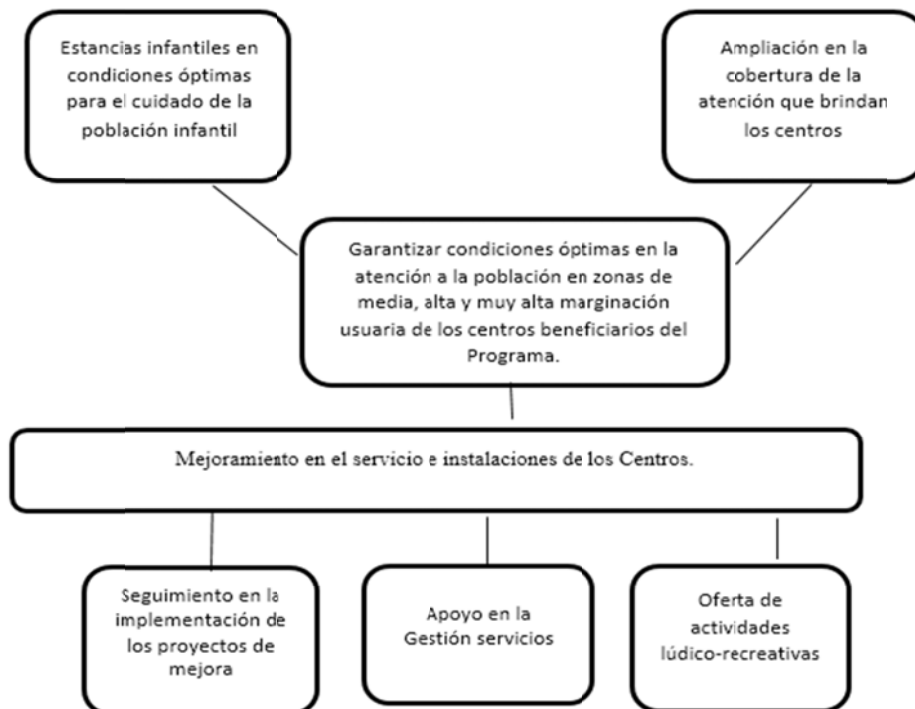 Estancias infantiles en
condiciones óptimas
para el cuidado de la
población infantil
Ampliación en la
cobertura de la
atención que brindan
los centros
Garantizar condiciones óptimas en la
atención a la población en zonas de
media, alta y muy alta marginación
usuaria de los centros beneficiarios del
Programa.
Mejoramiento en el servicio e instalaciones de los Centros.
Seguimiento en la
implementación de
los proyectos de
mejora
Apoyo en la
Gestión servicios
Oferta de
actividades
lúdico-recreativas